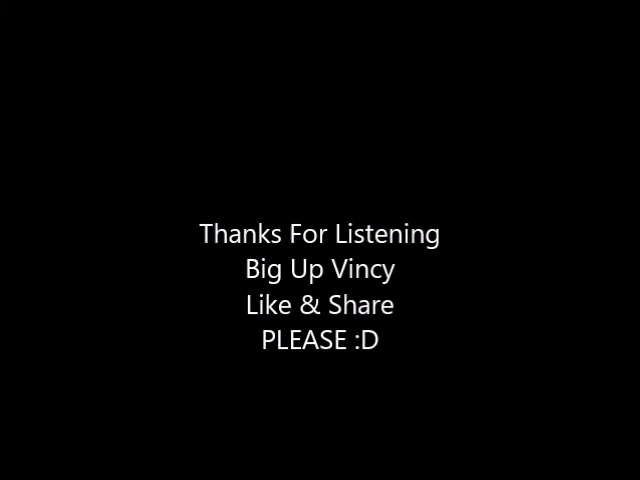 Thanks For Listening
Big Up Vincy
Like & Share
PLEASE :D